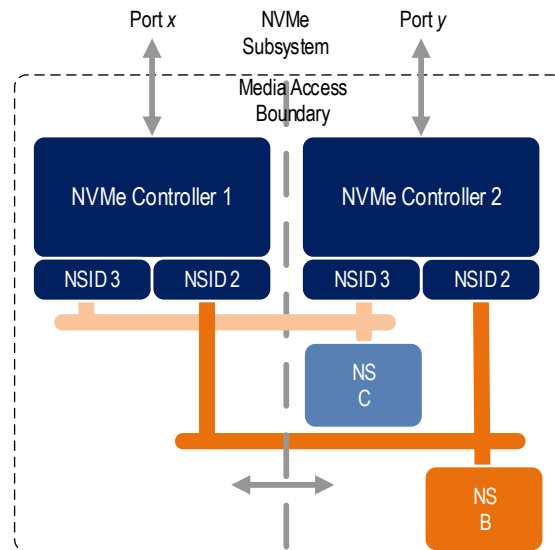 Port x
NVMe
Subsystem
Port y
Media Access
Boundary
NVMe Controller 1
NVMe Controller 2
NSID 3
NSID 2
NSID 3
NSID 2
NS
C
NS
B